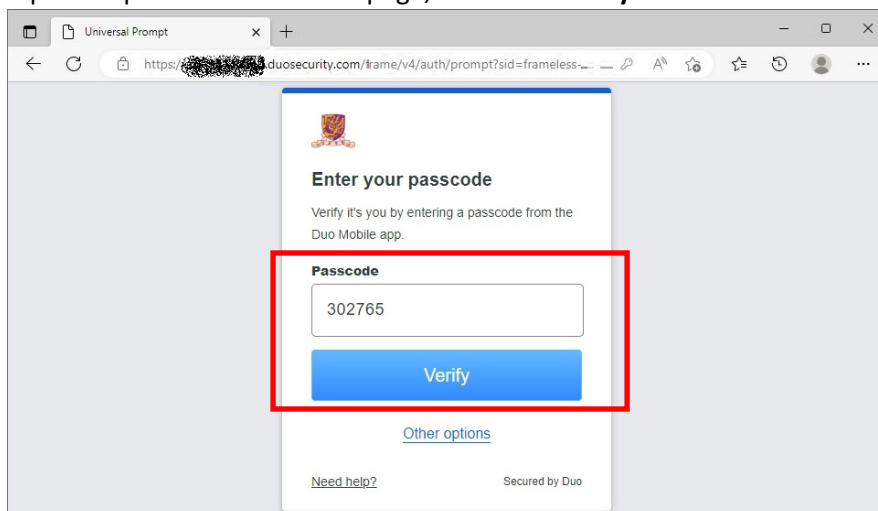 Universal Prompt
https:/
duosecurity.com/frame/v4/auth/prompt?sid=frameless-
Enter your passcode
Verify it's you by entering a passcode from the
Duo Mobile app.
Passcode
302765
Verify
Other options
Need help?
Secured by Duo